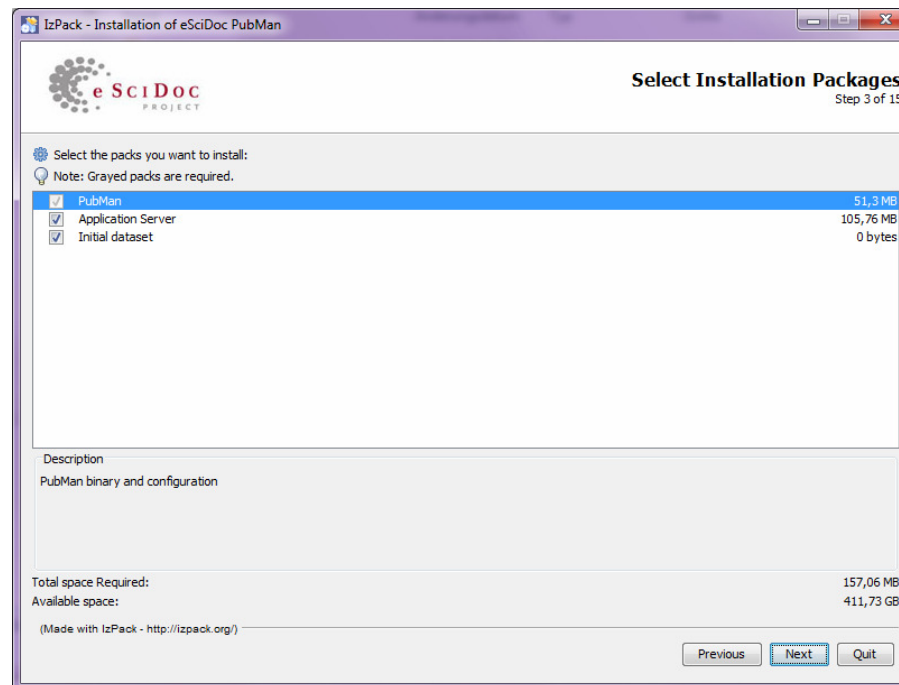 IzPack - Installation of eSciDoc PubMan
e SciDoc
PROJECT
Select Installation Packages
Step 3 of 15
Select the packs you want to install:
Note: Grayed packs are required.
PubMan 51,3 MB
Application Server 105,76 MB
Initial dataset 0 bytes
Description
PubMan binary and configuration
Total space Required: 157,06 MB
Available space: 411,73 GB
(Made with IzPack - http://izpack.org/)
Previous Next Quit